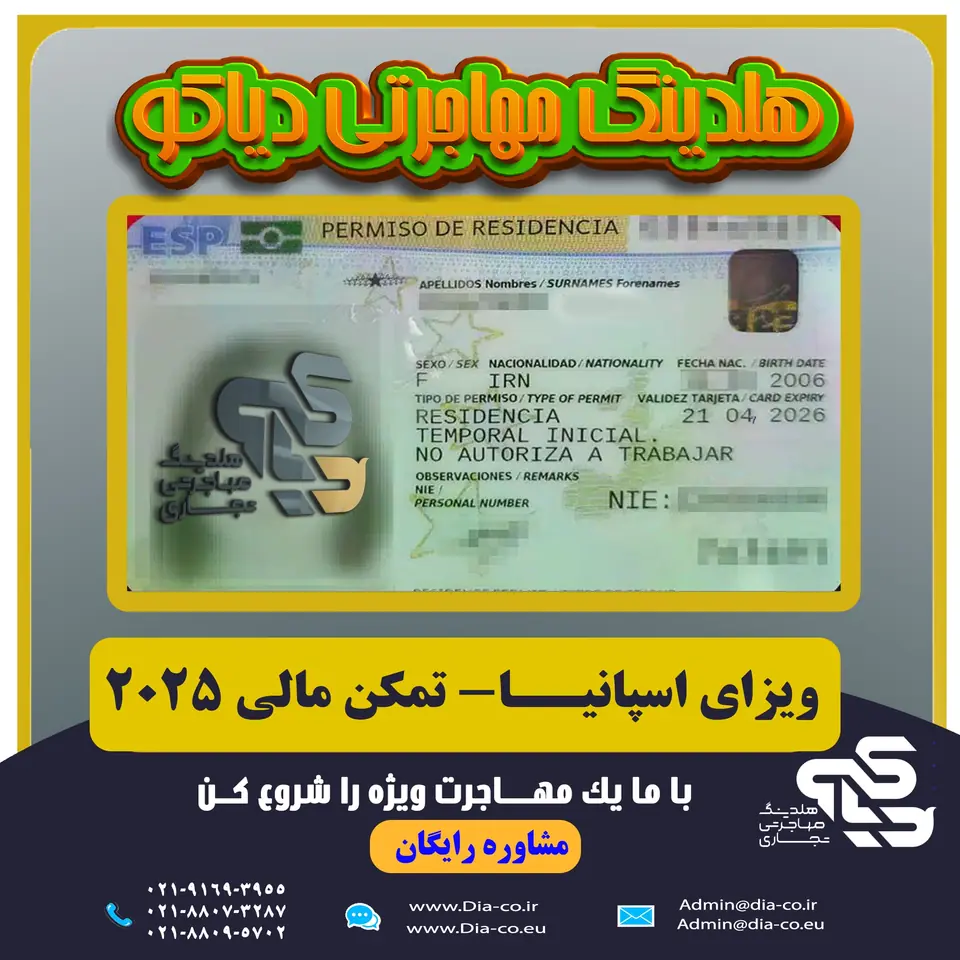 هلدینگ مهاجرتی دیاکو
ESP
PERMISO DE RESIDENCIA
APELLIDOS Nombres / SURNAMES Forenames
SEXO / SEX NACIONALIDAD / NATIONALITY FECHA NAC. / BIRTH DATE
F IRN 2006
TIPO DE PERMISO / TYPE OF PERMIT VALIDEZ TARJETA / CARD EXPIRY
RESIDENCIA 21 04, 2026
TEMPORAL INICIAL.
NO AUTORIZA A TRABAJAR
OBSERVACIONES / REMARKS
NIE /
PERSONAL NUMBER NIE:
هلدینگ
مهاجرتی
تجاری
ویزای اسپانیـــا – تمکن مالی ۲۰۲۵
با ما یك مهـــاجرت ویژه را شروع کـن
مشاوره رایگان
هلدینگ
مهاجرتی
تجاری
۰۲۱-۹۱۶۹-۳۹۵۵
۰۲۱-۸۸۰۷-۳۲۸۷
۰۲۱-۸۸۰۹-۵۷۰۲
www.Dia-co.ir
www.Dia-co.eu
Admin@dia-co.ir
Admin@dia-co.eu